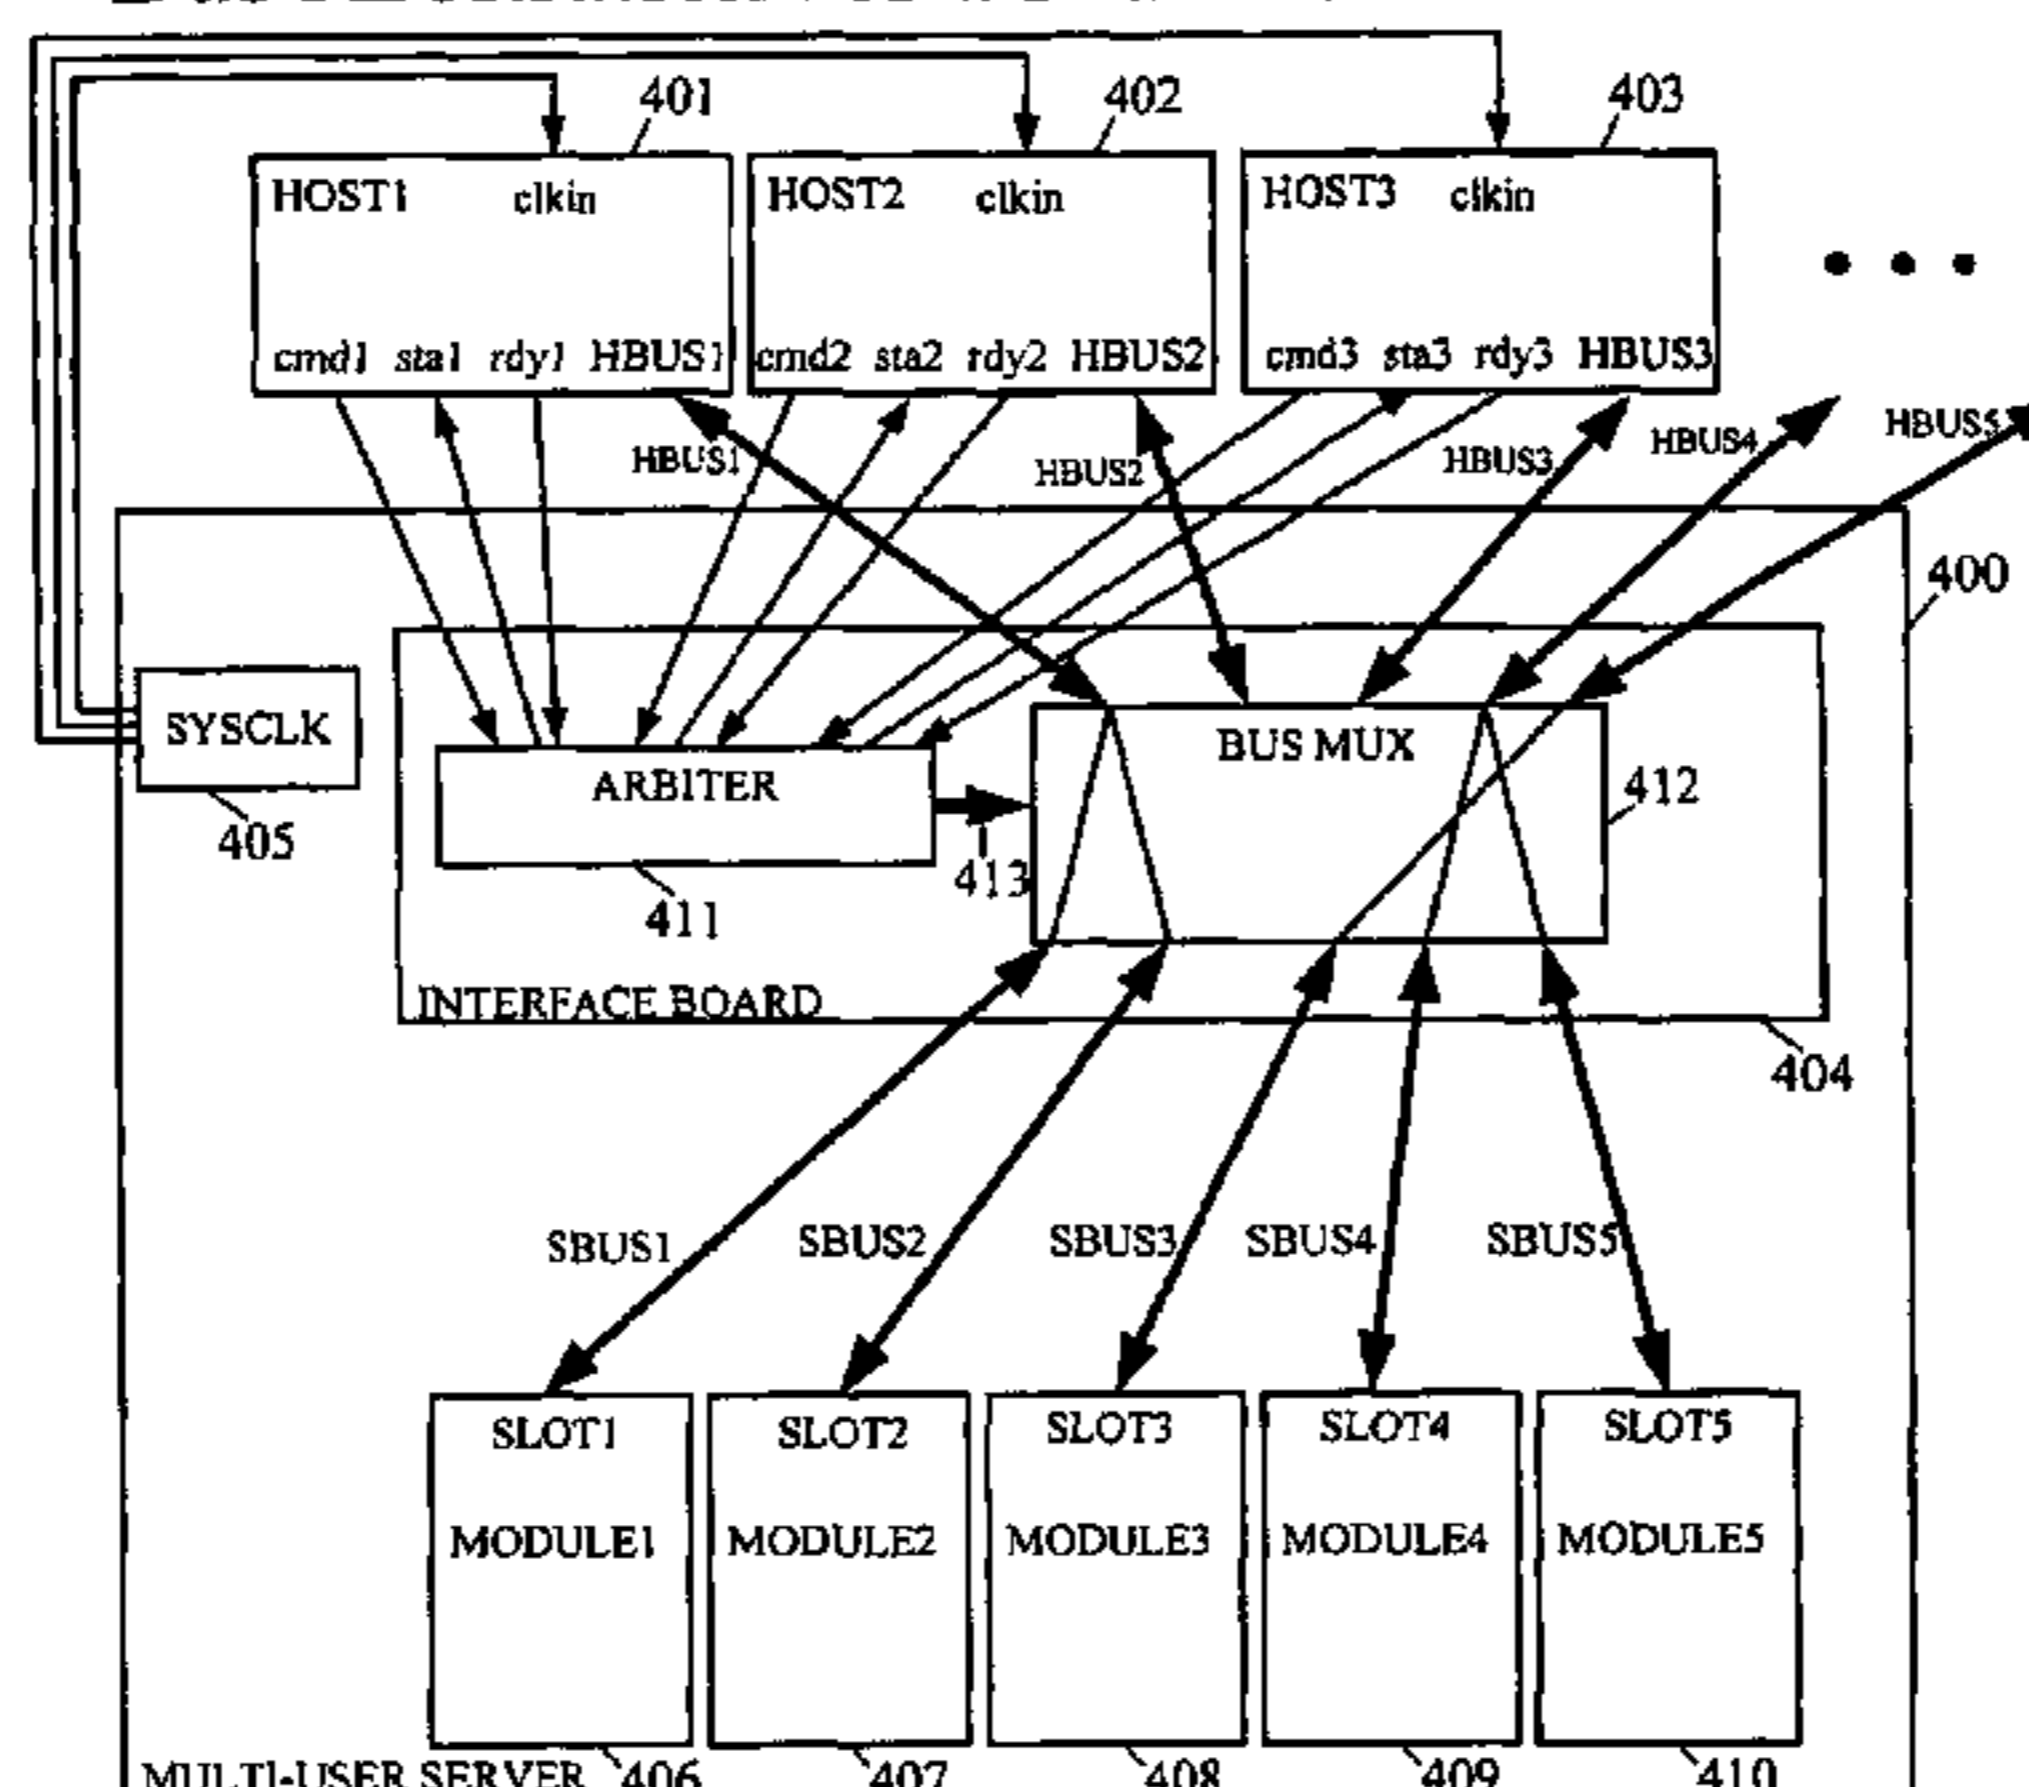 401
402
403
HOST1 clkin
HOST2 clkin
HOST3 clkin
cmd1 sta1 rdy1 HBUS1
cmd2 sta2 rdy2 HBUS2
cmd3 sta3 rdy3 HBUS3
HBUS1
HBUS2
HBUS3
HBUS4
HBUS5
400
SYSCLK
405
ARBITER
411
413
BUS MUX
412
INTERFACE BOARD
404
SBUS1
SBUS2
SBUS3
SBUS4
SBUS5
SLOT1
MODULE1
SLOT2
MODULE2
SLOT3
MODULE3
SLOT4
MODULE4
SLOT5
MODULE5
MULTI-USER SERVER
406
407
408
409
410